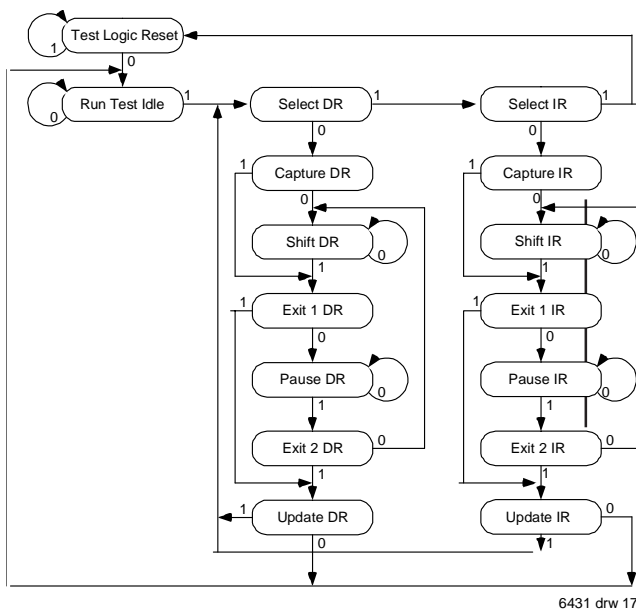 Test Logic Reset
1
0
Run Test Idle
0
1
Select DR
1
Select IR
1
0
0
1
Capture DR
1
Capture IR
0
0
Shift DR
0
Shift IR
0
1
1
1
Exit 1 DR
1
Exit 1 IR
0
0
Pause DR
0
Pause IR
0
1
1
Exit 2 DR
0
Exit 2 IR
0
1
1
1
Update DR
Update IR
0
0
1
6431 drw 17